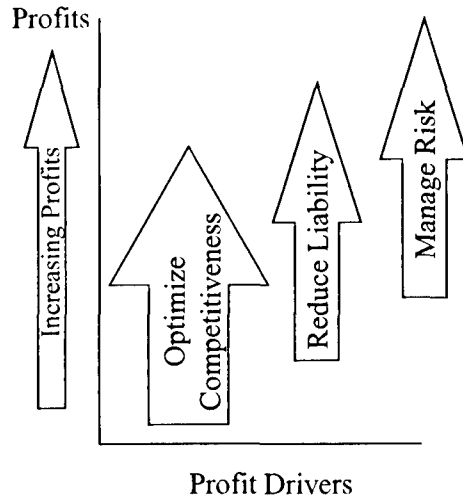 Profits
Increasing Profits
Optimize
Competitiveness
Reduce Liability
Manage Risk
Profit Drivers